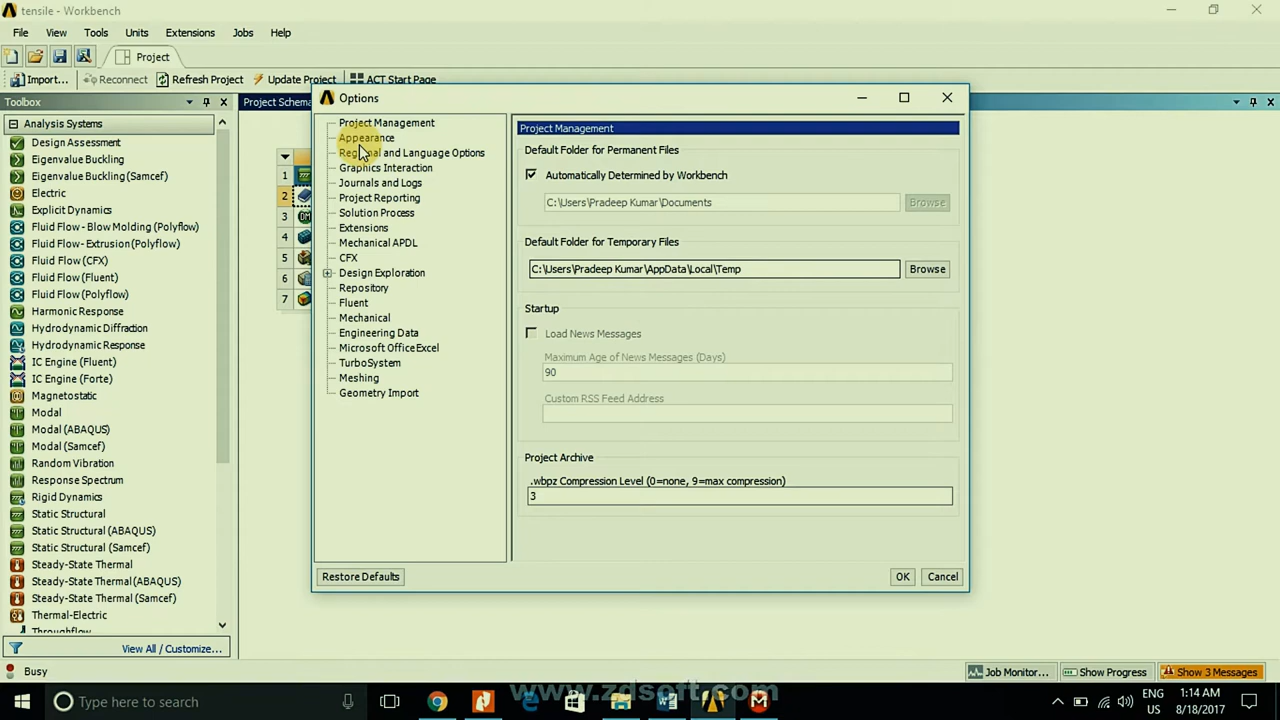 tensile - Workbench
File View Tools Units Extensions Jobs Help
Project
Import... Reconnect Refresh Project Update Project ACT Start Page
Toolbox
Project Schema
Analysis Systems
Design Assessment
Eigenvalue Buckling
Eigenvalue Buckling (Samcef)
Electric
Explicit Dynamics
Fluid Flow - Blow Molding (Polyflow)
Fluid Flow - Extrusion (Polyflow)
Fluid Flow (CFX)
Fluid Flow (Fluent)
Fluid Flow (Polyflow)
Harmonic Response
Hydrodynamic Diffraction
Hydrodynamic Response
IC Engine (Fluent)
IC Engine (Forte)
Magnetostatic
Modal
Modal (ABAQUS)
Modal (Samcef)
Random Vibration
Response Spectrum
Rigid Dynamics
Static Structural
Static Structural (ABAQUS)
Static Structural (Samcef)
Steady-State Thermal
Steady-State Thermal (ABAQUS)
Steady-State Thermal (Samcef)
Thermal-Electric
Throughflow
View All / Customize...
1
2
3
4
5
6
7
Options
Project Management
Appearance
Regional and Language Options
Graphics Interaction
Journals and Logs
Project Reporting
Solution Process
Extensions
Mechanical APDL
CFX
Design Exploration
Repository
Fluent
Mechanical
Engineering Data
Microsoft Office Excel
TurboSystem
Meshing
Geometry Import
Project Management
Default Folder for Permanent Files
Automatically Determined by Workbench
C:\Users\Pradeep Kumar\Documents Browse
Default Folder for Temporary Files
C:\Users\Pradeep Kumar\AppData\Local\Temp Browse
Startup
Load News Messages
Maximum Age of News Messages (Days)
90
Custom RSS Feed Address
Project Archive
.wbpz Compression Level (0=none, 9=max compression)
3
Restore Defaults OK Cancel
Busy
Job Monitor... Show Progress Show 3 Messages
Type here to search
www.zdsoft.com
ENG
US
1:14 AM
8/18/2017